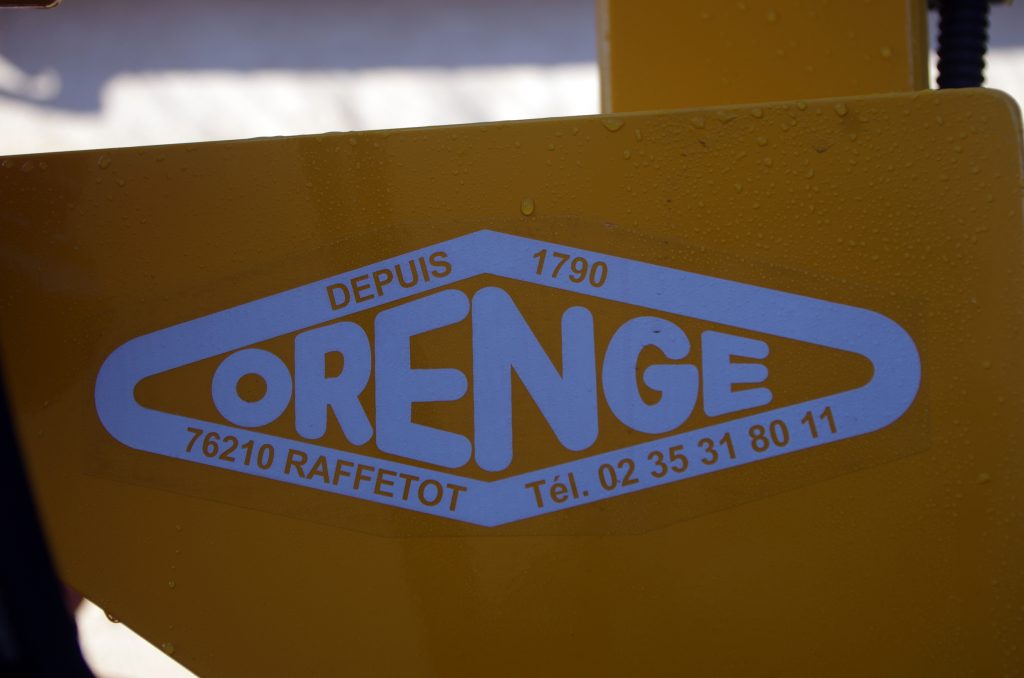 DEPUIS 1790
ORENGE
76210 RAFFETOT Tél. 02 35 31 80 11